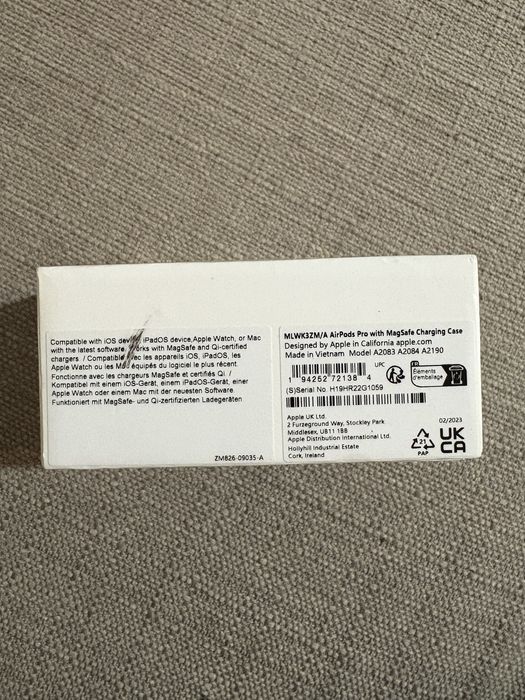 Compatible with iOS device, iPadOS device,Apple Watch, or Mac
with the latest software. Works with MagSafe and Qi-certified
chargers / Compatible avec les appareils iOS, iPadOS, les
Apple Watch ou les Mac équipés du logiciel le plus récent.
Fonctionne avec les chargeurs MagSafe et certifiés Qi /
Kompatibel mit einem iOS-Gerät, einem iPadOS-Gerät, einer
Apple Watch oder einem Mac mit der neuesten Software
Funktioniert mit MagSafe- und Qi-zertifizierten Ladegeräten
ZM826-09035-A
MLWK3ZM/A AirPods Pro with MagSafe Charging Case
Designed by Apple in California apple.com
Made in Vietnam Model A2083 A2084 A2190
UPC
1 94252 72138 4
Éléments
d'emballage
(S)Serial No. H19HR22G1059
Apple UK Ltd.
2 Furzeground Way, Stockley Park
Middlesex, UB11 1BB
Apple Distribution International Ltd.
Hollyhill Industrial Estate
Cork, Ireland
02/2023
21
PAP
UK
CA